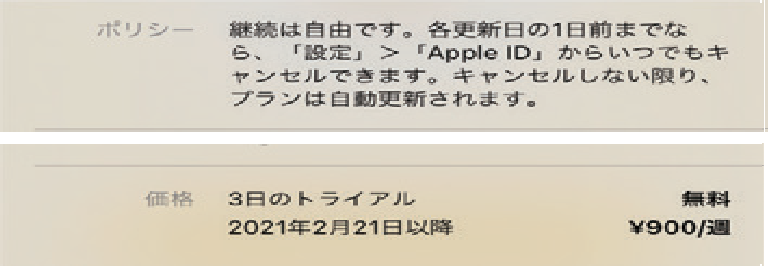 ポリシー 継続は自由です。各更新日の1日前までな
ら、「設定」＞「Apple ID」からいつでもキ
ャンセルできます。キャンセルしない限り、
プランは自動更新されます。
価格 3日のトライアル 無料
2021年2月21日以降 ¥900/週